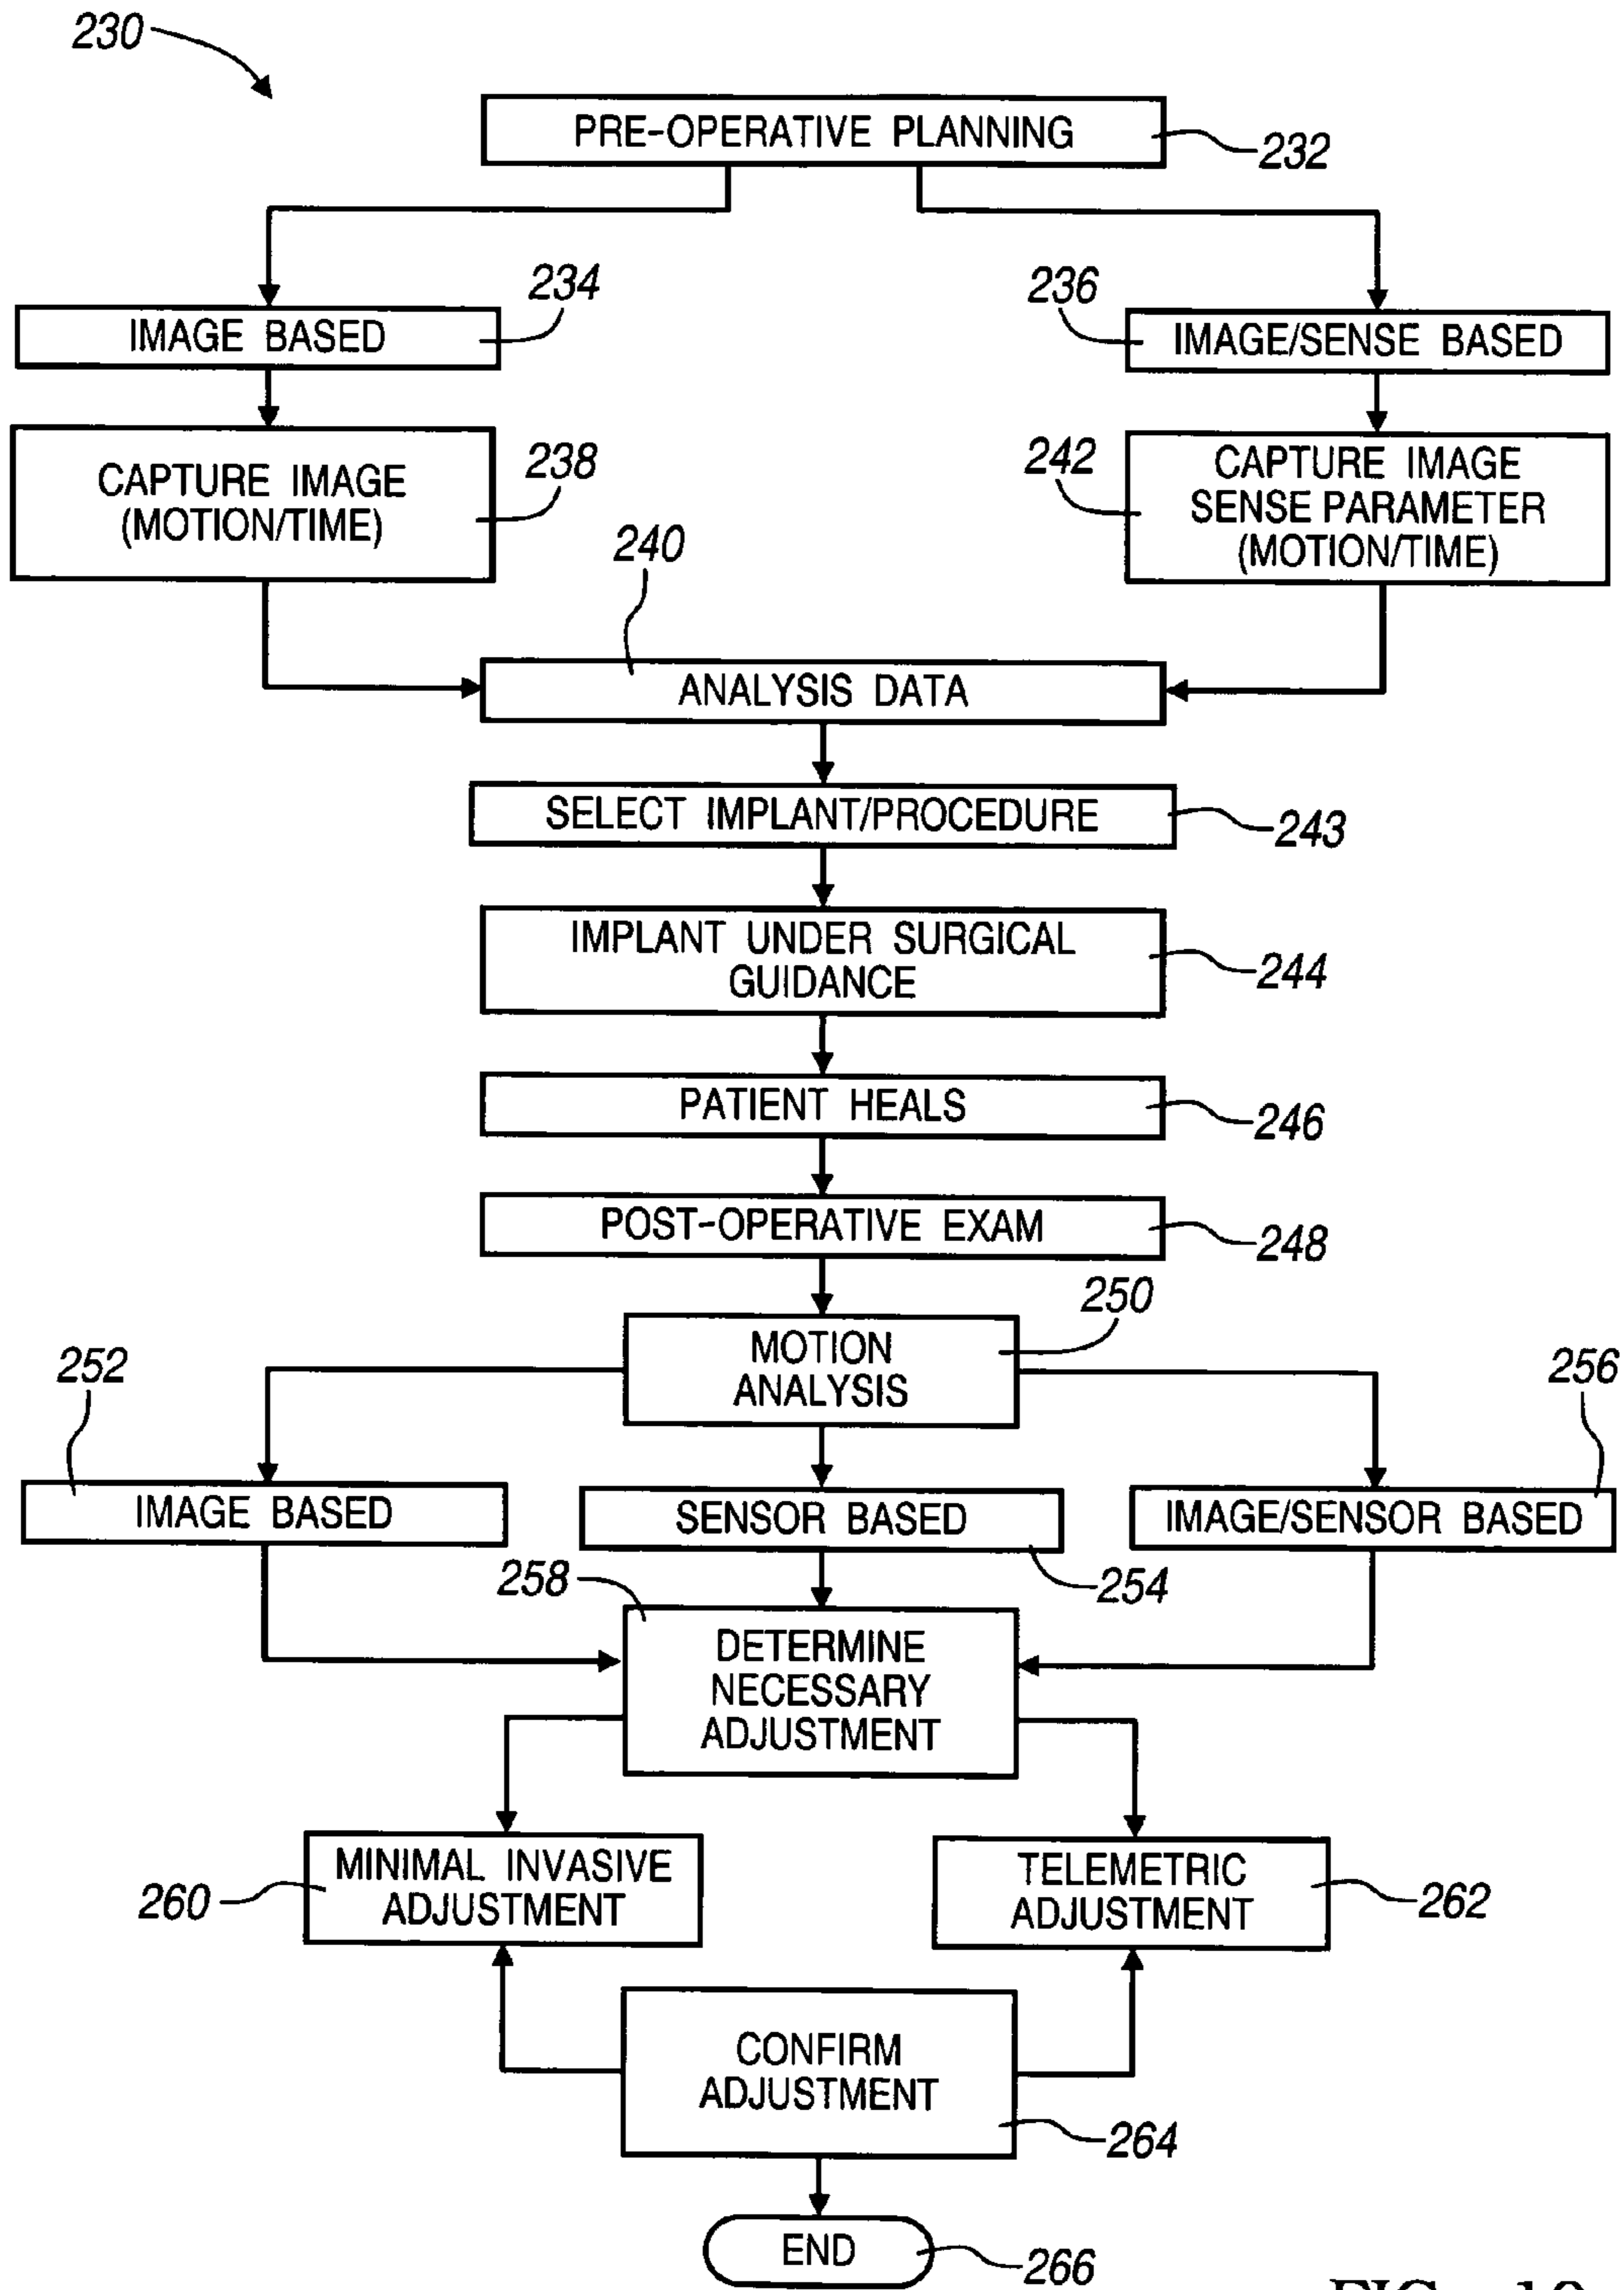 230
PRE-OPERATIVE PLANNING
232
234
236
IMAGE BASED
IMAGE/SENSE BASED
238
242
CAPTURE IMAGE
(MOTION/TIME)
CAPTURE IMAGE
SENSE PARAMETER
(MOTION/TIME)
240
ANALYSIS DATA
SELECT IMPLANT/PROCEDURE
243
IMPLANT UNDER SURGICAL
GUIDANCE
244
PATIENT HEALS
246
POST-OPERATIVE EXAM
248
250
MOTION
ANALYSIS
252
256
IMAGE BASED
SENSOR BASED
IMAGE/SENSOR BASED
254
258
DETERMINE
NECESSARY
ADJUSTMENT
MINIMAL INVASIVE
ADJUSTMENT
260
TELEMETRIC
ADJUSTMENT
262
CONFIRM
ADJUSTMENT
264
END
266